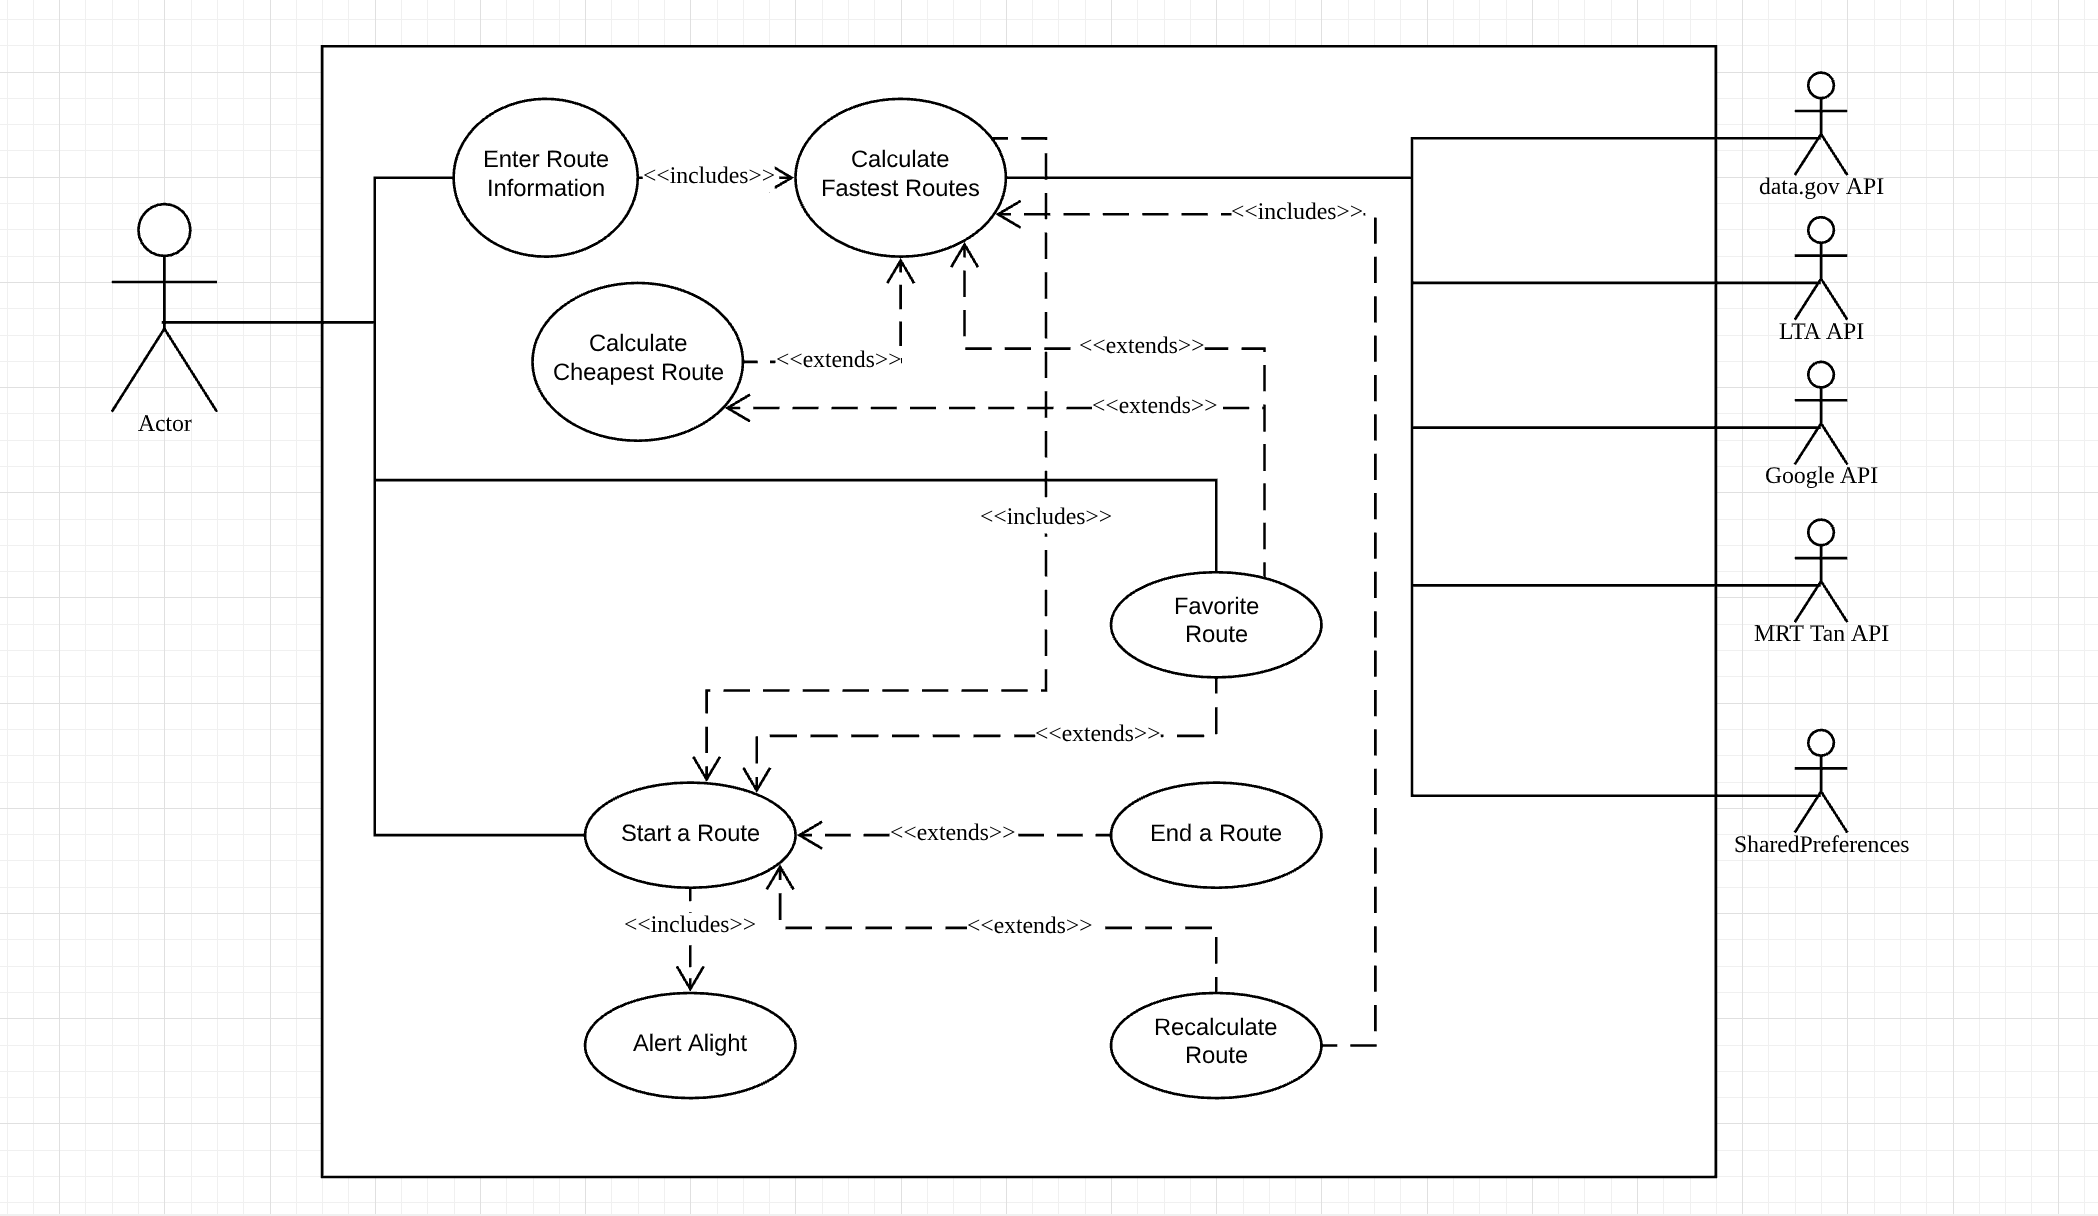 Enter Route
Information
<<includes>>
Calculate
Fastest Routes
data.gov API
<<includes>>
LTA API
Calculate
Cheapest Route
<<extends>>
<<extends>>
<<extends>>
Actor
Google API
<<includes>>
Favorite
Route
MRT Tan API
<<extends>>
Start a Route
<<extends>>
End a Route
SharedPreferences
<<includes>>
<<extends>>
Alert Alight
Recalculate
Route